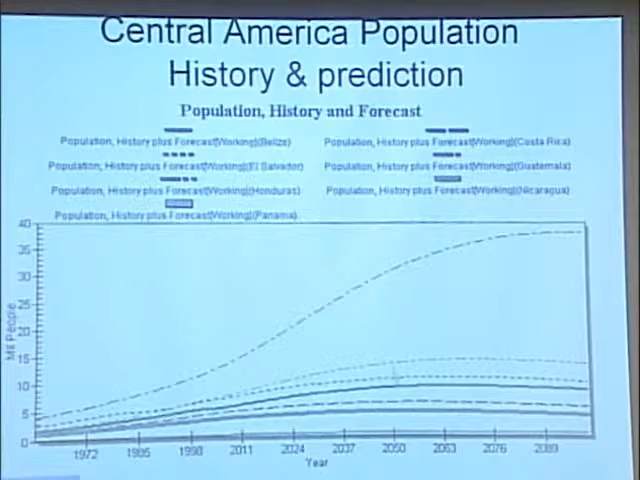 Central America Population
History & prediction
Population, History and Forecast
Population, History plus Forecast[Working](Belize)
Population, History plus Forecast[Working](Costa Rica)
Population, History plus Forecast[Working](El Salvador)
Population, History plus Forecast[Working](Guatemala)
Population, History plus Forecast[Working](Honduras)
Population, History plus Forecast[Working](Nicaragua)
Population, History plus Forecast[Working](Panama)
40
35
30
25
20
15
10
5
0
Mil People
1972 1985 1998 2011 2024 2037 2050 2063 2076 2089
Year